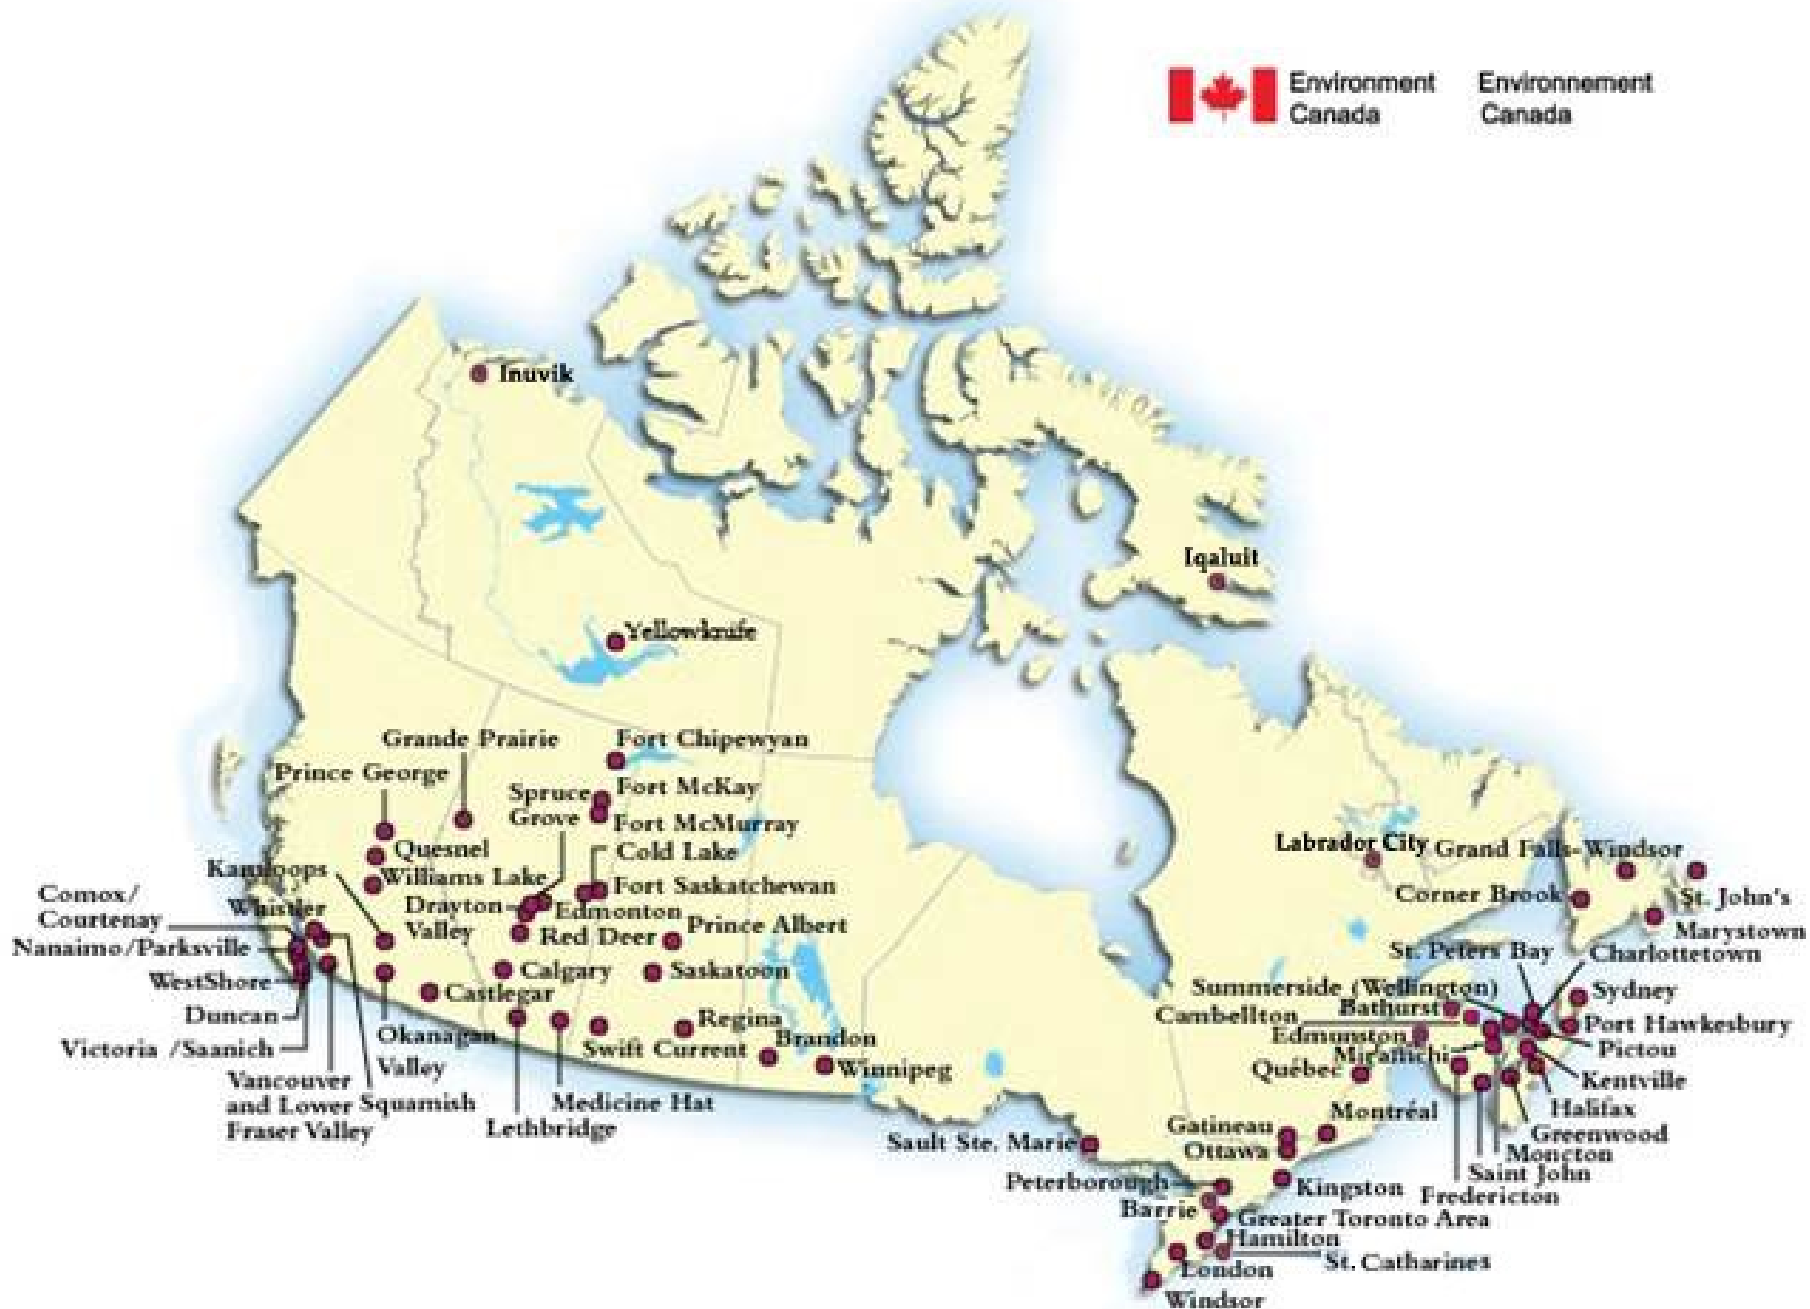 Environment Environnement
Canada Canada
Inuvik
Iqaluit
Yellowknife
Grande Prairie
Fort Chipewyan
Prince George
Fort McKay
Spruce
Grove
Fort McMurray
Quesnel
Cold Lake
Labrador City
Grand Falls-Windsor
Kamloops
Williams Lake
Fort Saskatchewan
Comox/
Courtenay
Corner Brook
St. John's
Whistler
Drayton
Valley
Edmonton
Prince Albert
Marystown
Red Deer
Nanaimo/Parksville
St. Peters Bay
Charlottetown
Calgary
Saskatoon
WestShore
Summerside (Wellington)
Sydney
Castlegar
Bathurst
Duncan
Cambellton
Regina
Port Hawkesbury
Okanagan
Valley
Edmunston
Brandon
Victoria /Saanich
Swift Current
Miramichi
Pictou
Québec
Winnipeg
Vancouver
and Lower
Fraser Valley
Kentville
Squamish
Medicine Hat
Montréal
Halifax
Lethbridge
Gatineau
Greenwood
Sault Ste. Marie
Ottawa
Moncton
Saint John
Peterborough
Kingston
Fredericton
Barrie
Greater Toronto Area
Hamilton
St. Catharines
London
Windsor